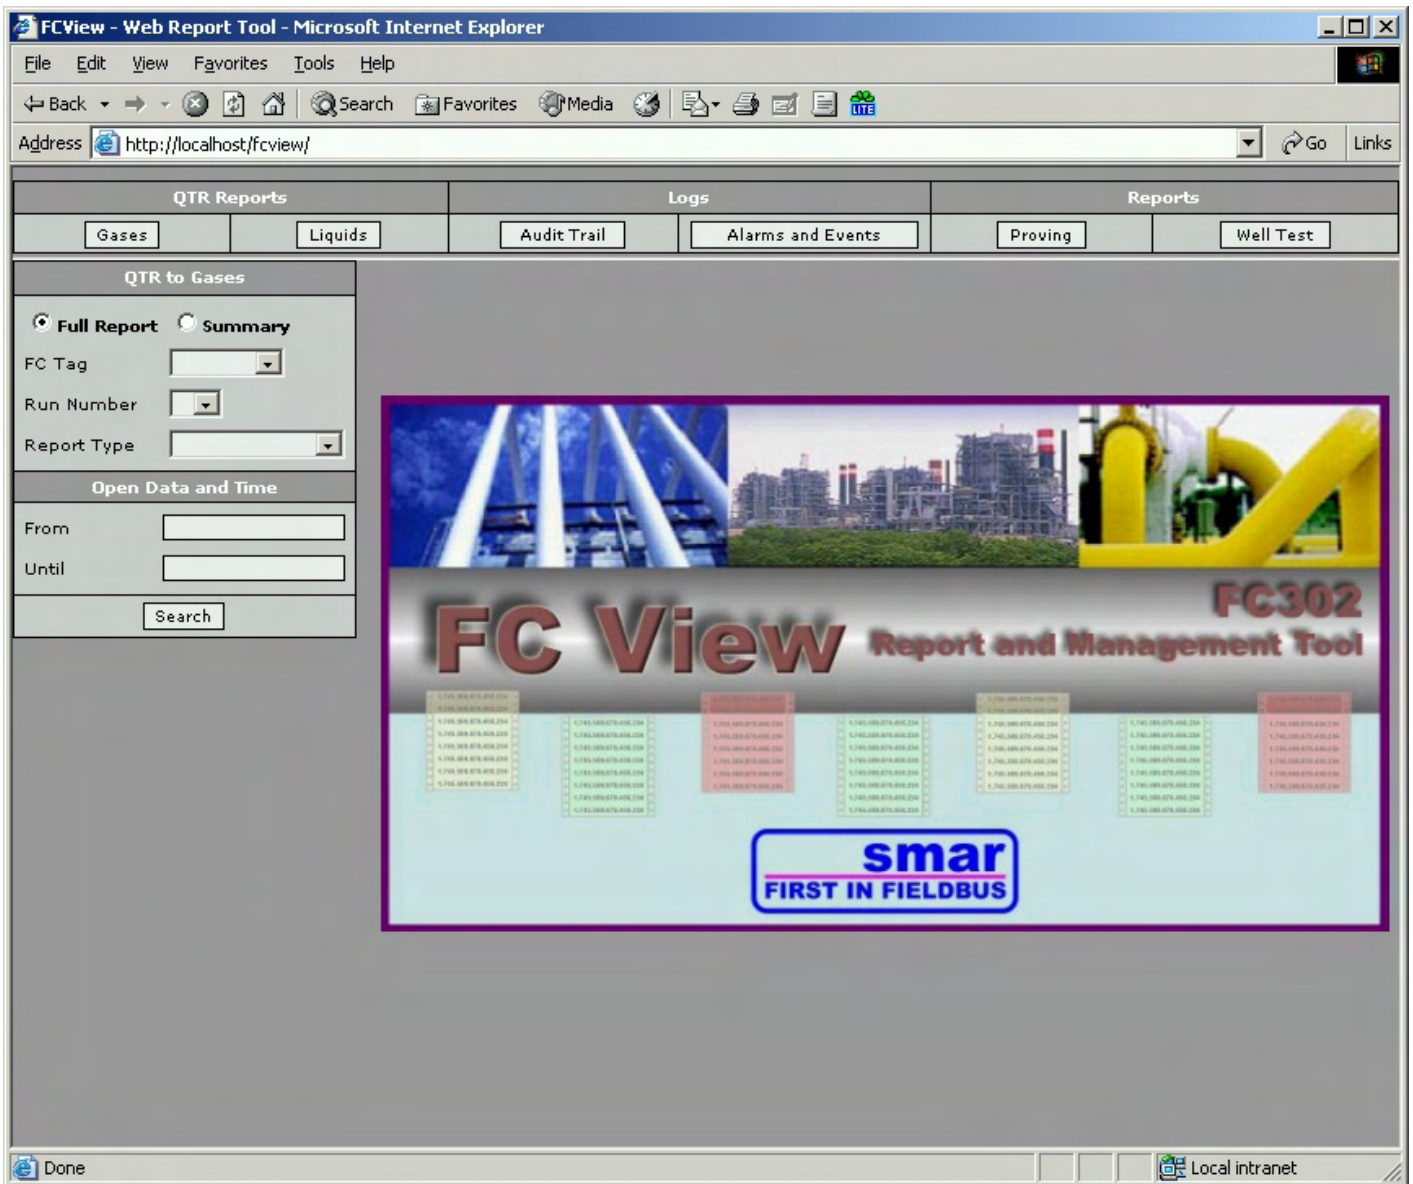 FCView - Web Report Tool - Microsoft Internet Explorer
File Edit View Favorites Tools Help
Back Search Favorites Media LITE
Address http://localhost/fcview/ Go Links
QTR Reports Logs Reports
Gases Liquids Audit Trail Alarms and Events Proving Well Test
QTR to Gases
Full Report Summary
FC Tag
Run Number
Report Type
Open Data and Time
From
Until
Search
FC302
FC View Report and Management Tool
smar
FIRST IN FIELDBUS
Done Local intranet